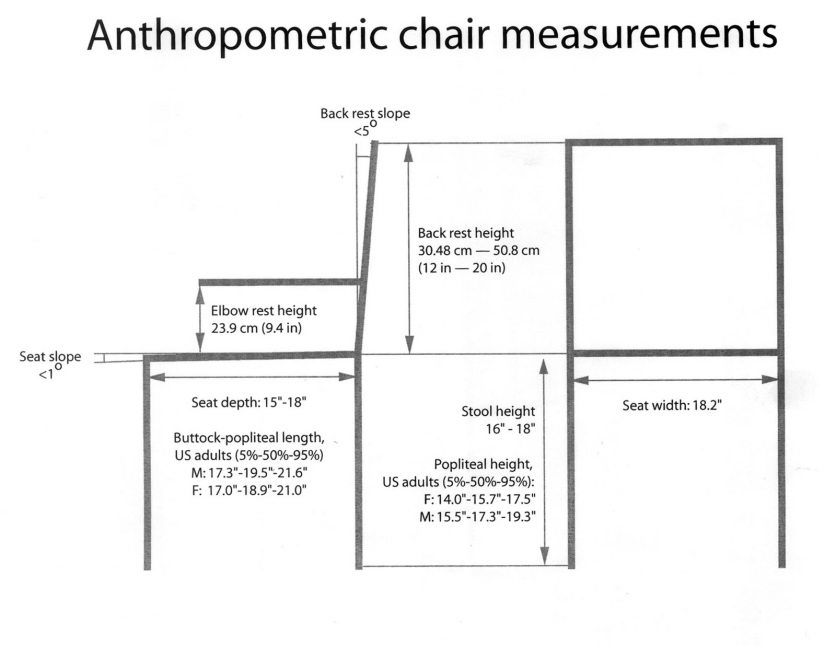 Anthropometric chair measurements
Back rest slope
<5°
Back rest height
30.48 cm — 50.8 cm
(12 in — 20 in)
Elbow rest height
23.9 cm (9.4 in)
Seat slope
<1°
Seat depth: 15"-18"
Buttock-popliteal length,
US adults (5%-50%-95%)
M: 17.3"-19.5"-21.6"
F: 17.0"-18.9"-21.0"
Stool height
16" - 18"
Popliteal height,
US adults (5%-50%-95%):
F: 14.0"-15.7"-17.5"
M: 15.5"-17.3"-19.3"
Seat width: 18.2"